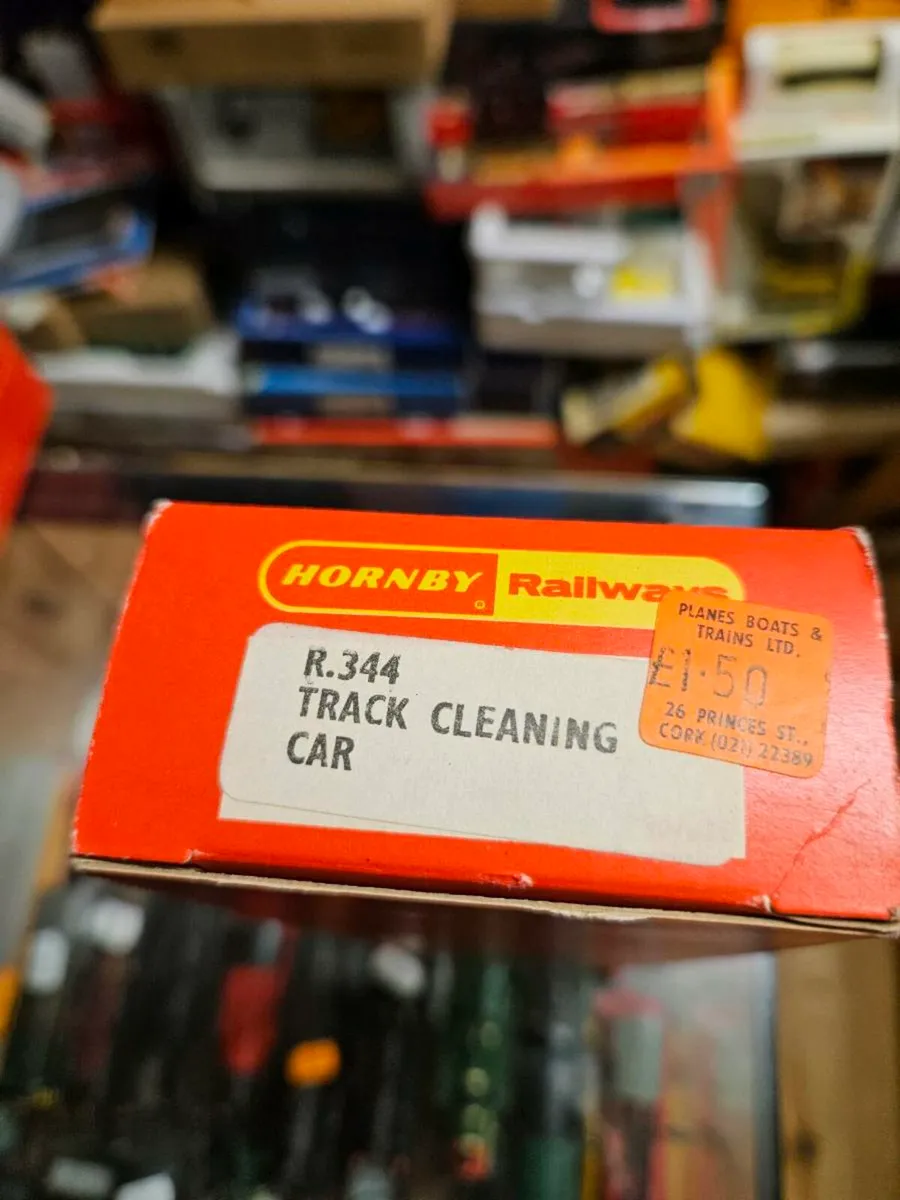 HORNBY Railways
R.344
TRACK CLEANING
CAR
PLANES BOATS &
TRAINS LTD.
£1.50
26 PRINCES ST.,
CORK (021) 22389